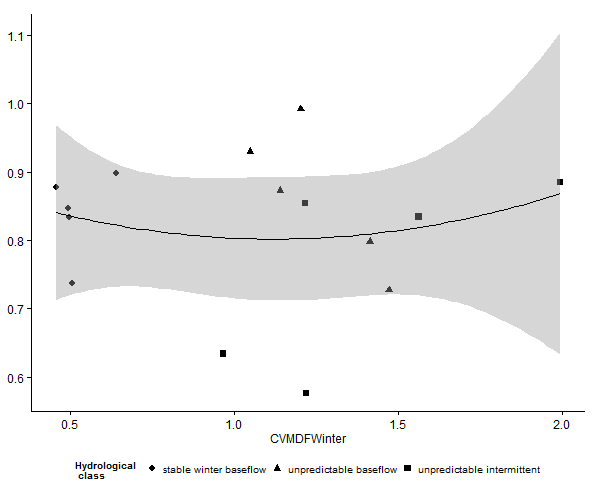 1.1
1.0
0.9
0.8
0.7
0.6
0.5 1.0 1.5 2.0
CVMDFWinter
Hydrological
class
stable winter baseflow unpredictable baseflow unpredictable intermittent